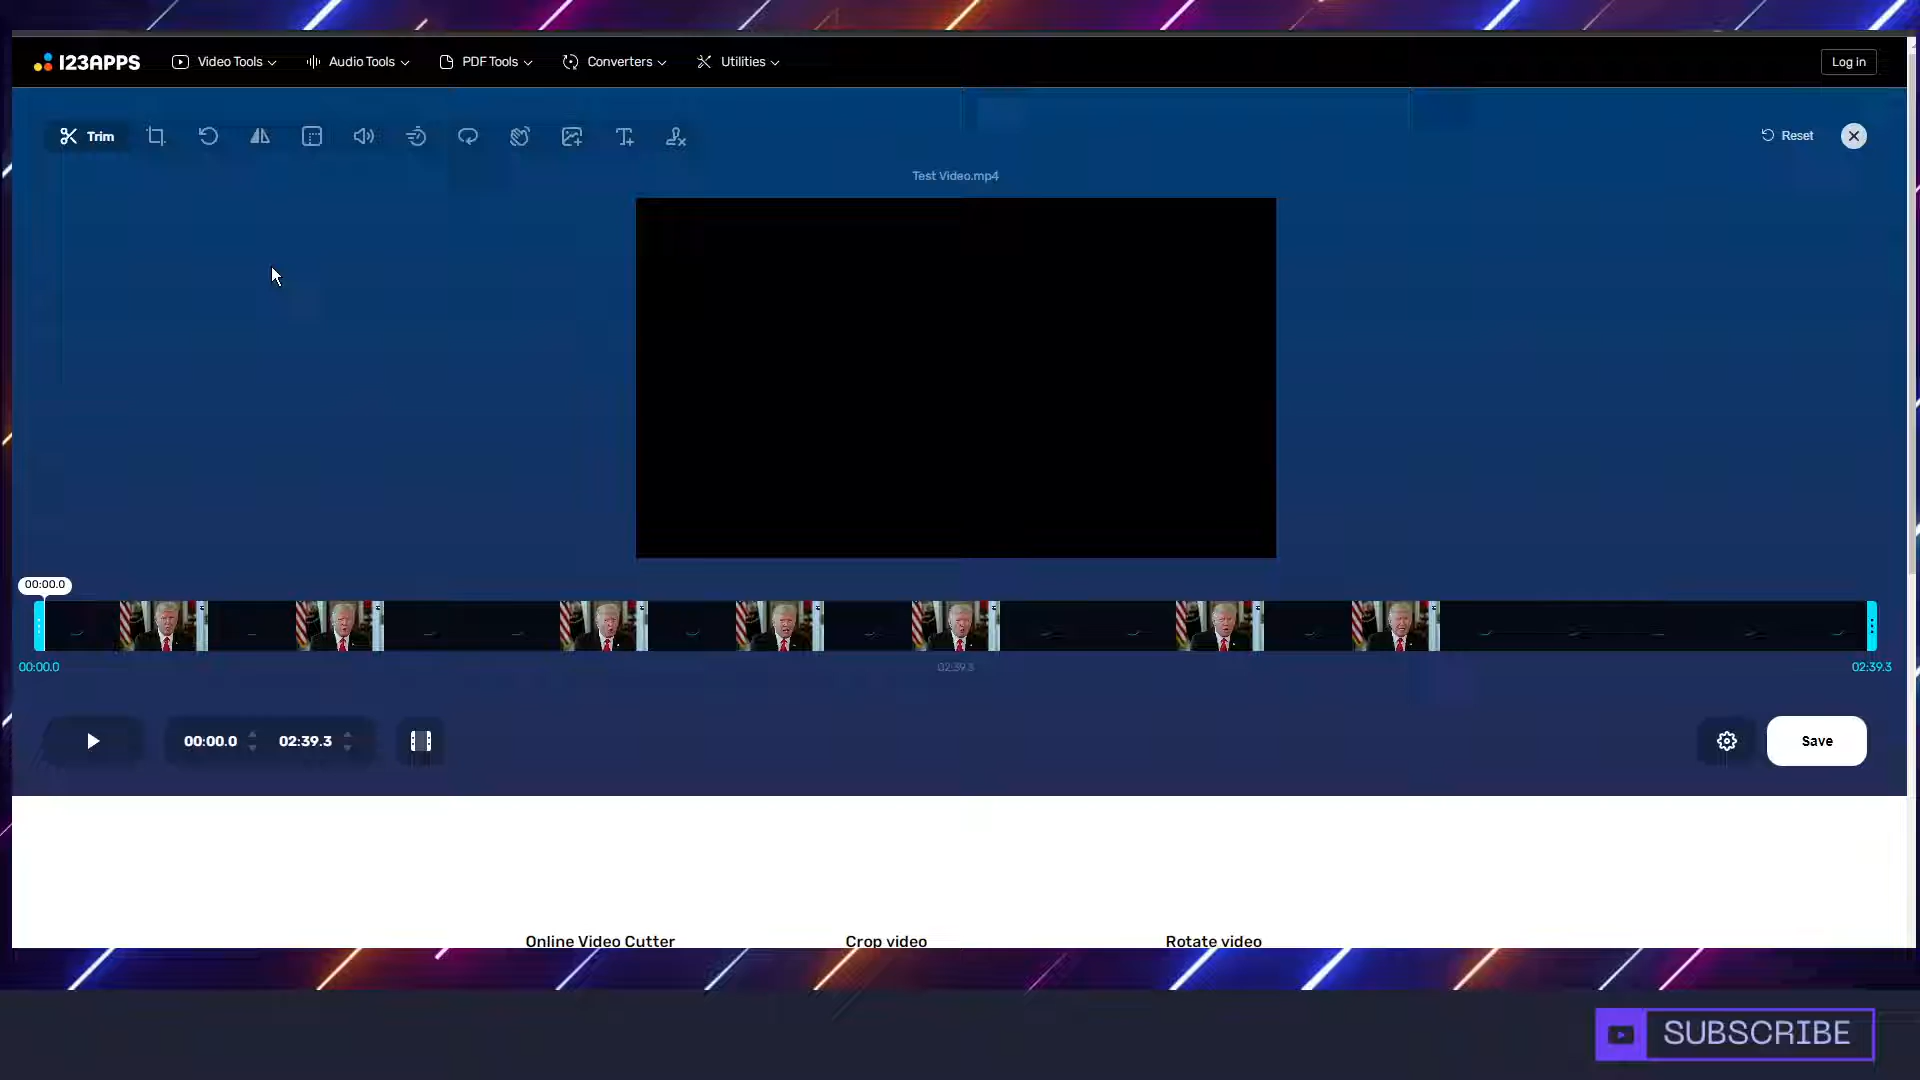 123APPS
Video Tools
Audio Tools
PDF Tools
Converters
Utilities
Log in
Trim
Reset
Test Video.mp4
00:00.0
00:00.0
02:39.3
02:39.3
00:00.0
02:39.3
Save
Online Video Cutter
Crop video
Rotate video
SUBSCRIBE